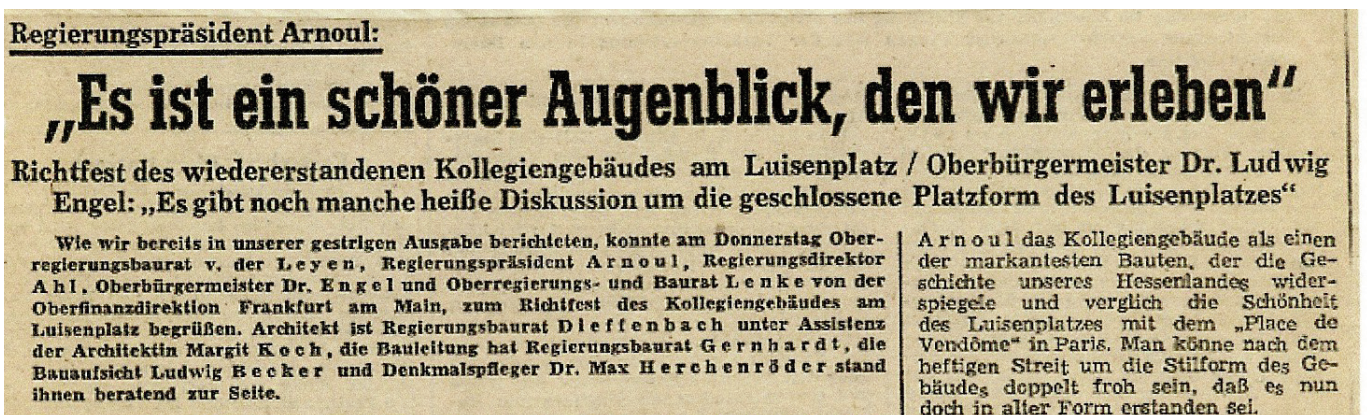 Regierungspräsident Arnoul:
„Es ist ein schöner Augenblick, den wir erleben“
Richtfest des wiedererstandenen Kollegiengebäudes am Luisenplatz / Oberbürgermeister Dr. Ludwig
Engel: „Es gibt noch manche heiße Diskussion um die geschlossene Platzform des Luisenplatzes“
Wie wir bereits in unserer gestrigen Ausgabe berichteten, konnte am Donnerstag Ober-
regierungsbaurat v. der Leyen, Regierungspräsident Arnoul, Regierungsdirektor
Ahl, Oberbürgermeister Dr. Engel und Oberregierungs- und Baurat Lenke von der
Oberfinanzdirektion Frankfurt am Main, zum Richtfest des Kollegiengebäudes am
Luisenplatz begrüßen. Architekt ist Regierungsbaurat Dieffenbach unter Assistenz
der Architektin Margit Koch, die Bauleitung hat Regierungsbaurat Gernhardt, die
Bauaufsicht Ludwig Becker und Denkmalspfleger Dr. Max Herchenröder stand
ihnen beratend zur Seite.
Arnoul das Kollegiengebäude als einen
der markantesten Bauten, der die Ge-
schichte unseres Hessenlandes wider-
spiegele und verglich die Schönheit
des Luisenplatzes mit dem „Place de
Vendôme“ in Paris. Man könne nach dem
heftigen Streit um die Stilform des Ge-
bäudes doppelt froh sein, daß es nun
doch in alter Form erstanden sei.